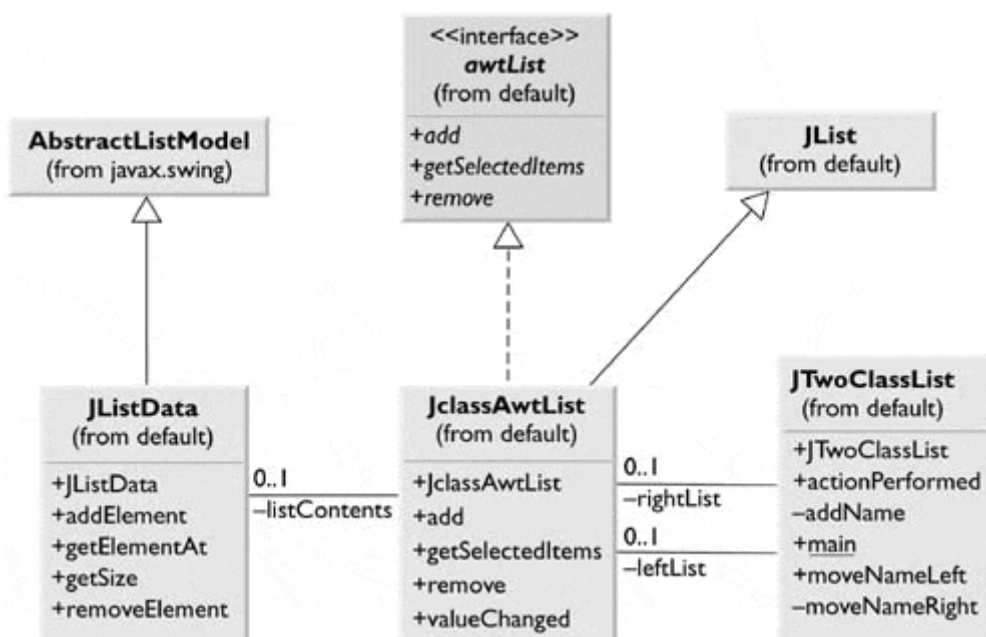 <<interface>>
awtList
(from default)
+add
+getSelectedItems
+remove
AbstractListModel
(from javax.swing)
JList
(from default)
JListData
(from default)
+JListData
+addElement
+getElementAt
+getSize
+removeElement
0..1
–listContents
JclassAwtList
(from default)
+JclassAwtList
+add
+getSelectedItems
+remove
+valueChanged
0..1
–rightList
0..1
–leftList
JTwoClassList
(from default)
+JTwoClassList
+actionPerformed
–addName
+main
+moveNameLeft
–moveNameRight